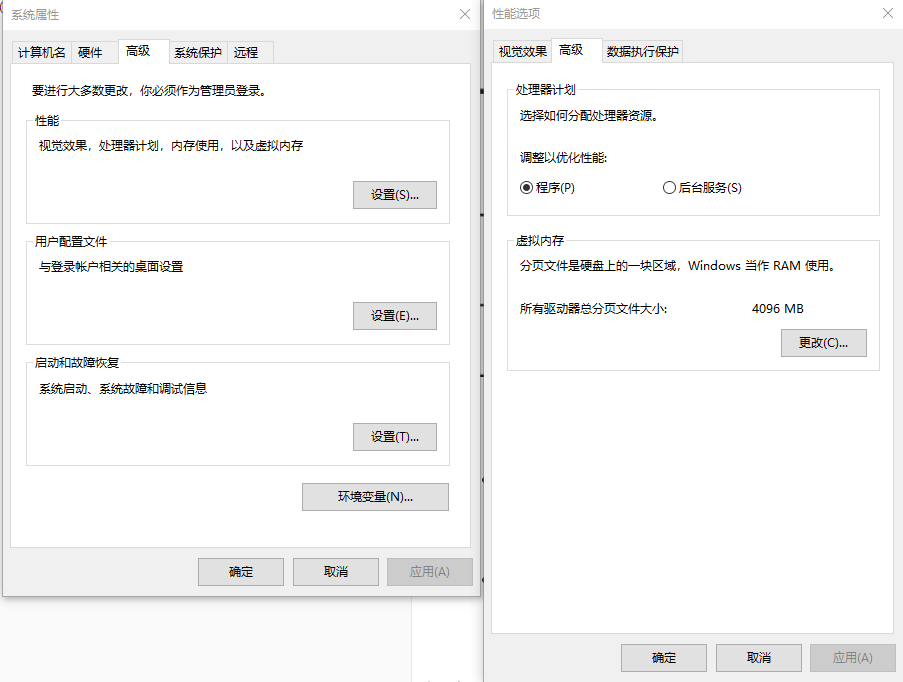 系统属性
计算机名
硬件
高级
系统保护
远程
要进行大多数更改，你必须作为管理员登录。
性能
视觉效果，处理器计划，内存使用，以及虚拟内存
设置(S)...
用户配置文件
与登录帐户相关的桌面设置
设置(E)...
启动和故障恢复
系统启动、系统故障和调试信息
设置(T)...
环境变量(N)...
确定
取消
应用(A)
性能选项
视觉效果
高级
数据执行保护
处理器计划
选择如何分配处理器资源。
调整以优化性能:
程序(P)
后台服务(S)
虚拟内存
分页文件是硬盘上的一块区域，Windows 当作 RAM 使用。
所有驱动器总分页文件大小:
4096 MB
更改(C)...
确定
取消
应用(A)